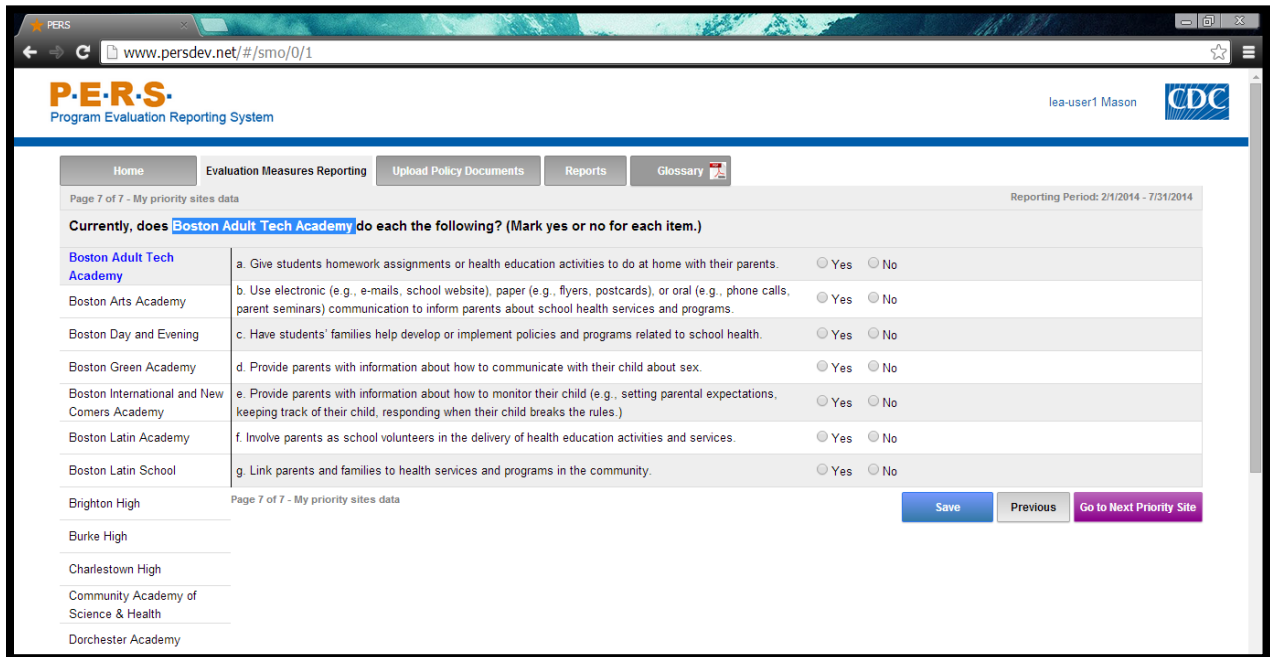 PERS
www.persdev.net/#/smo/0/1
P·E·R·S·
Program Evaluation Reporting System
lea-user1 Mason
CDC
Home
Evaluation Measures Reporting
Upload Policy Documents
Reports
Glossary
Page 7 of 7 - My priority sites data
Reporting Period: 2/1/2014 - 7/31/2014
Currently, does Boston Adult Tech Academy do each the following? (Mark yes or no for each item.)
Boston Adult Tech
Academy
Boston Arts Academy
Boston Day and Evening
Boston Green Academy
Boston International and New
Comers Academy
Boston Latin Academy
Boston Latin School
Brighton High
Burke High
Charlestown High
Community Academy of
Science & Health
Dorchester Academy
a. Give students homework assignments or health education activities to do at home with their parents.
Yes No
b. Use electronic (e.g., e-mails, school website), paper (e.g., flyers, postcards), or oral (e.g., phone calls,
parent seminars) communication to inform parents about school health services and programs.
Yes No
c. Have students' families help develop or implement policies and programs related to school health.
Yes No
d. Provide parents with information about how to communicate with their child about sex.
Yes No
e. Provide parents with information about how to monitor their child (e.g., setting parental expectations,
keeping track of their child, responding when their child breaks the rules.)
Yes No
f. Involve parents as school volunteers in the delivery of health education activities and services.
Yes No
g. Link parents and families to health services and programs in the community.
Yes No
Page 7 of 7 - My priority sites data
Save
Previous
Go to Next Priority Site